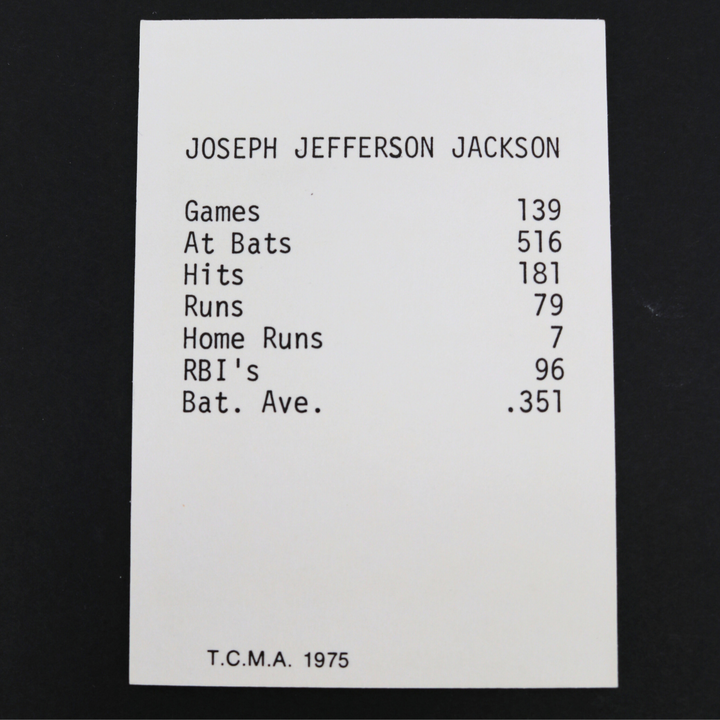 JOSEPH JEFFERSON JACKSON
Games 139
At Bats 516
Hits 181
Runs 79
Home Runs 7
RBI's 96
Bat. Ave. .351
T.C.M.A. 1975